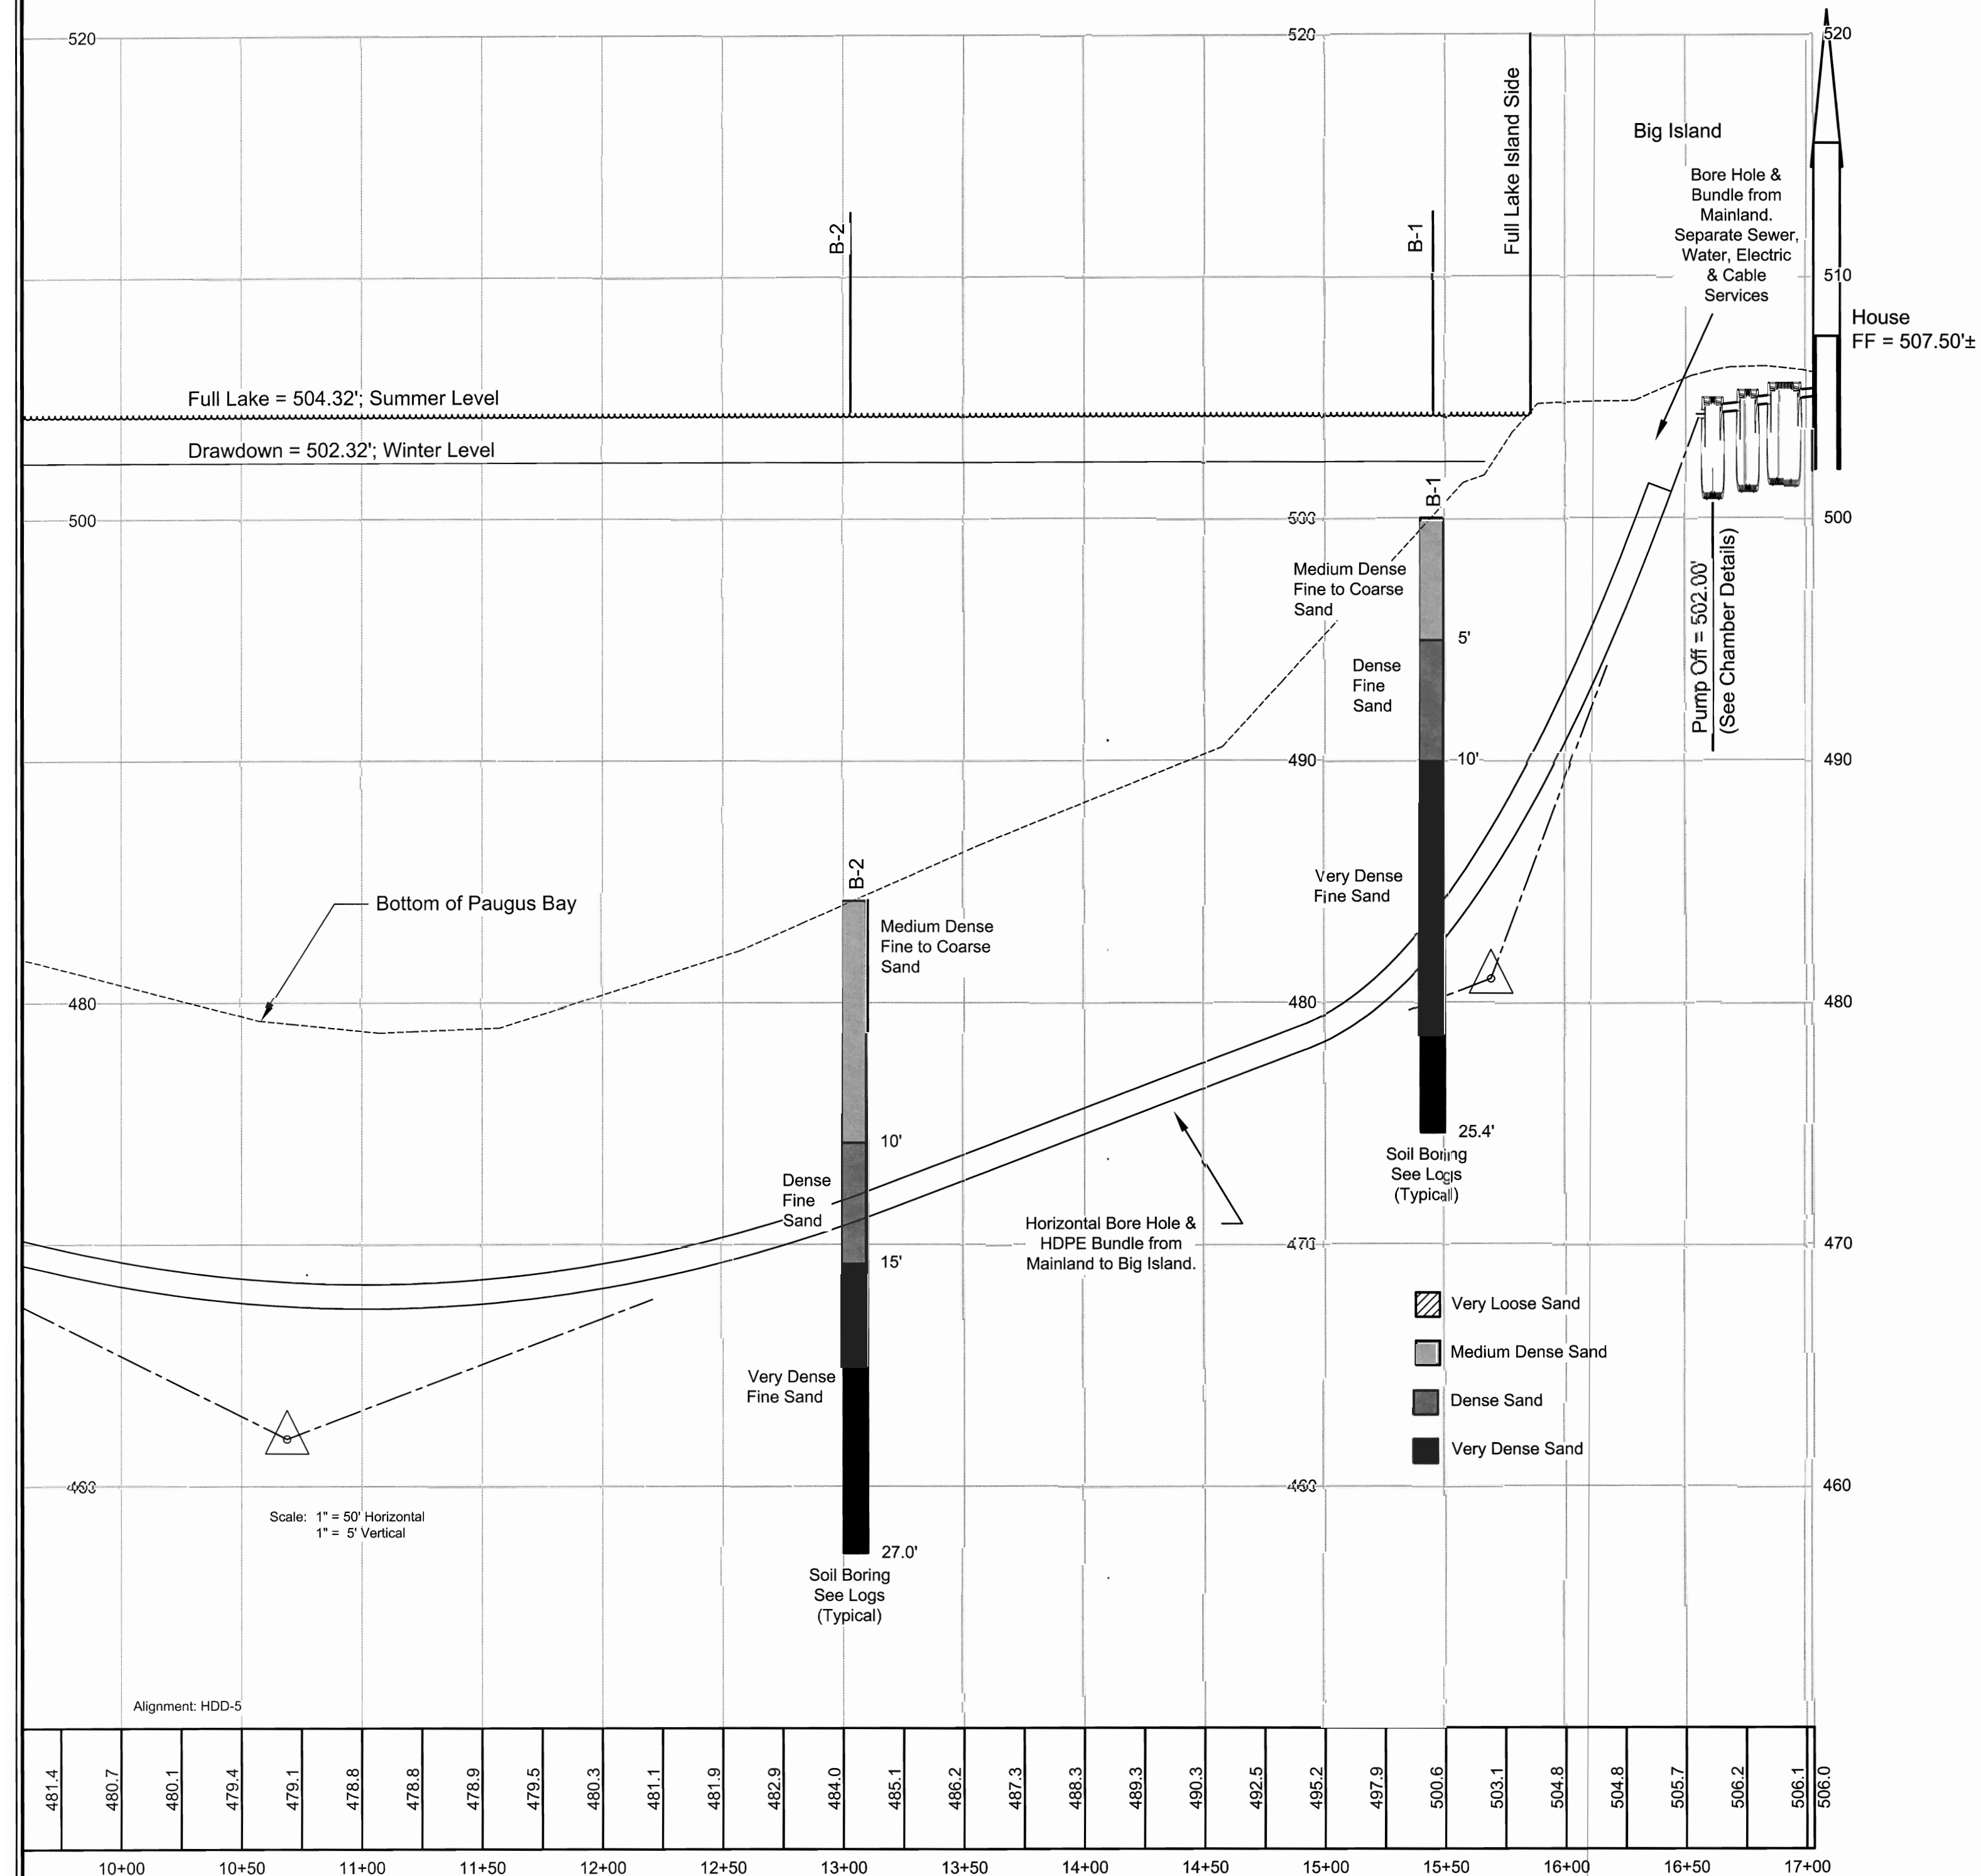 520
520
520
Full Lake Island Side
Big Island
B-2
B-1
Bore Hole &
Bundle from
Mainland.
Separate Sewer,
Water, Electric
& Cable
Services
510
House
FF = 507.50'±
Full Lake = 504.32'; Summer Level
Drawdown = 502.32'; Winter Level
500
500
500
B-1
Medium Dense
Fine to Coarse
Sand
5'
Dense
Fine
Sand
10'
Pump Off = 502.00'
(See Chamber Details)
490
490
Very Dense
Fine Sand
B-2
Bottom of Paugus Bay
Medium Dense
Fine to Coarse
Sand
480
480
480
10'
25.4'
Soil Boring
See Logs
(Typical)
Dense
Fine
Sand
15'
Horizontal Bore Hole &
HDPE Bundle from
Mainland to Big Island.
470
Very Loose Sand
Medium Dense Sand
Dense Sand
Very Dense Sand
Very Dense
Fine Sand
460
Scale: 1" = 50' Horizontal
1" = 5' Vertical
27.0'
Soil Boring
See Logs
(Typical)
Alignment: HDD-5
481.4
480.7
480.1
479.4
479.1
478.8
478.8
478.9
479.5
480.3
481.1
481.9
482.9
484.0
485.1
486.2
487.3
488.3
489.3
490.3
492.5
495.2
497.9
500.6
503.1
504.8
504.8
505.7
506.2
506.1
506.0
10+00
10+50
11+00
11+50
12+00
12+50
13+00
13+50
14+00
14+50
15+00
15+50
16+00
16+50
17+00